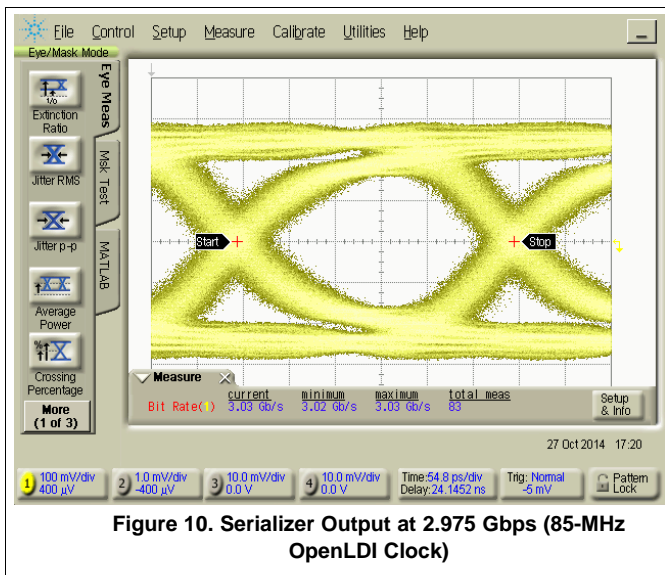 File Control Setup Measure Calibrate Utilities Help
Eye/Mask Mode
Extinction
Ratio
Jitter RMS
Jitter p-p
Average
Power
Crossing
Percentage
More
(1 of 3)
Eye Meas
Msk Test
MATLAB
Start
Stop
Measure
current minimum maximum total meas
Bit Rate(1) 3.03 Gb/s 3.02 Gb/s 3.03 Gb/s 83
Setup
& Info
27 Oct 2014 17:20
1 100 mV/div
400 µV
2 1.0 mV/div
-400 µV
3 10.0 mV/div
0.0 V
4 10.0 mV/div
0.0 V
Time:54.8 ps/div
Delay:24.1452 ns
Trig: Normal
-5 mV
Pattern
Lock
Figure 10. Serializer Output at 2.975 Gbps (85-MHz
OpenLDI Clock)